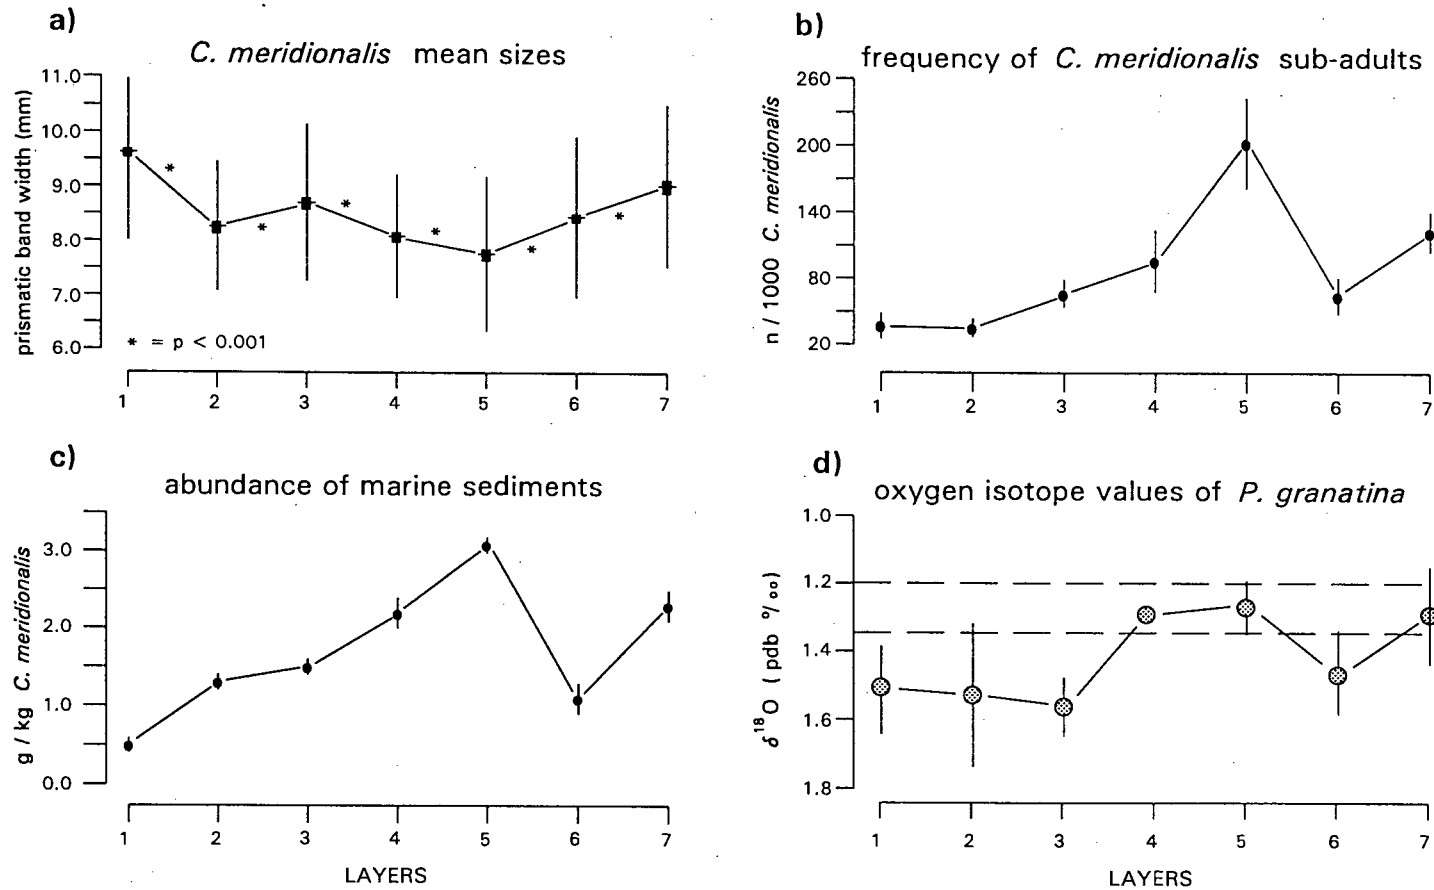 a)
C. meridionalis mean sizes
prismatic band width (mm)
11.0
10.0
9.0
8.0
7.0
6.0
* = p < 0.001
1 2 3 4 5 6 7
b)
frequency of C. meridionalis sub-adults
n / 1000 C. meridionalis
260
200
140
80
20
1 2 3 4 5 6 7
c)
abundance of marine sediments
g / kg C. meridionalis
3.0
2.0
1.0
0.0
1 2 3 4 5 6 7
LAYERS
d)
oxygen isotope values of P. granatina
δ¹⁸O ( pdb ⁰/₀₀)
1.0
1.2
1.4
1.6
1.8
1 2 3 4 5 6 7
LAYERS